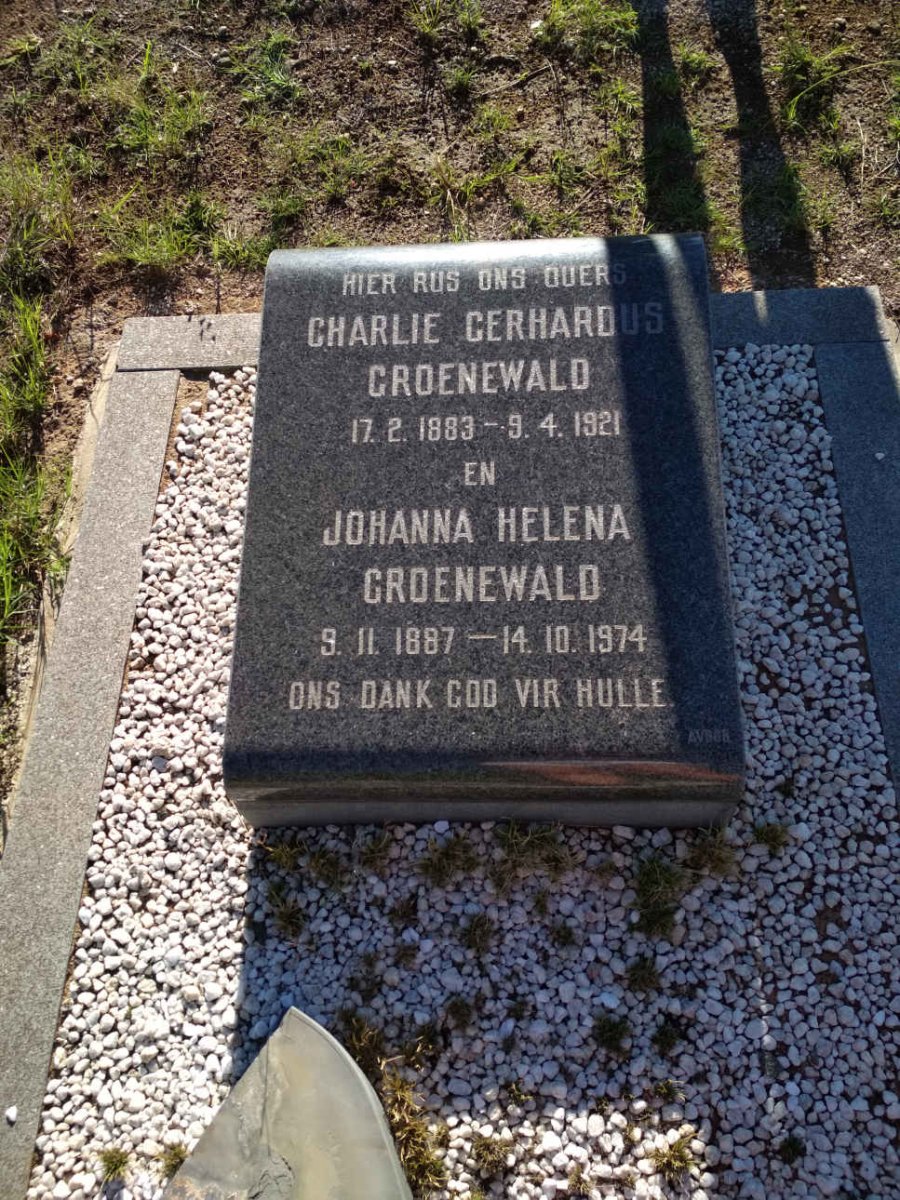 HIER RUS ONS OUERS
CHARLIE GERHARDUS
GROENEWALD
17. 2. 1883 – 9. 4. 1921
EN
JOHANNA HELENA
GROENEWALD
9. 11. 1887 — 14. 10. 1974
ONS DANK GOD VIR HULLE